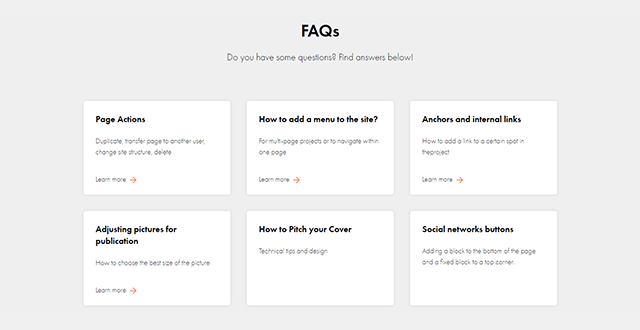 FAQs
Do you have some questions? Find answers below!
Page Actions
Duplicate, transfer page to another user,
change site structure, delete
Learn more →
How to add a menu to the site?
For multi-page projects or to navigate within
one page
Learn more →
Anchors and internal links
How to add a link to a certain spot in
theproject
Learn more →
Adjusting pictures for
publication
How to choose the best size of the picture
Learn more →
How to Pitch your Cover
Technical tips and design
Social networks buttons
Adding a block to the bottom of the page
and a fixed block to a top corner.